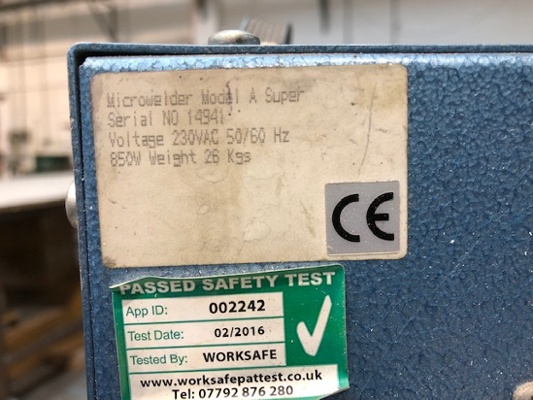 Microwelder Model A Super
Serial NO 14941
Voltage 230VAC 50/60 Hz
850W Weight 26 Kgs
CE
PASSED SAFETY TEST
App ID: 002242
Test Date: 02/2016
Tested By: WORKSAFE
www.worksafepattest.co.uk
Tel: 07792 876 280